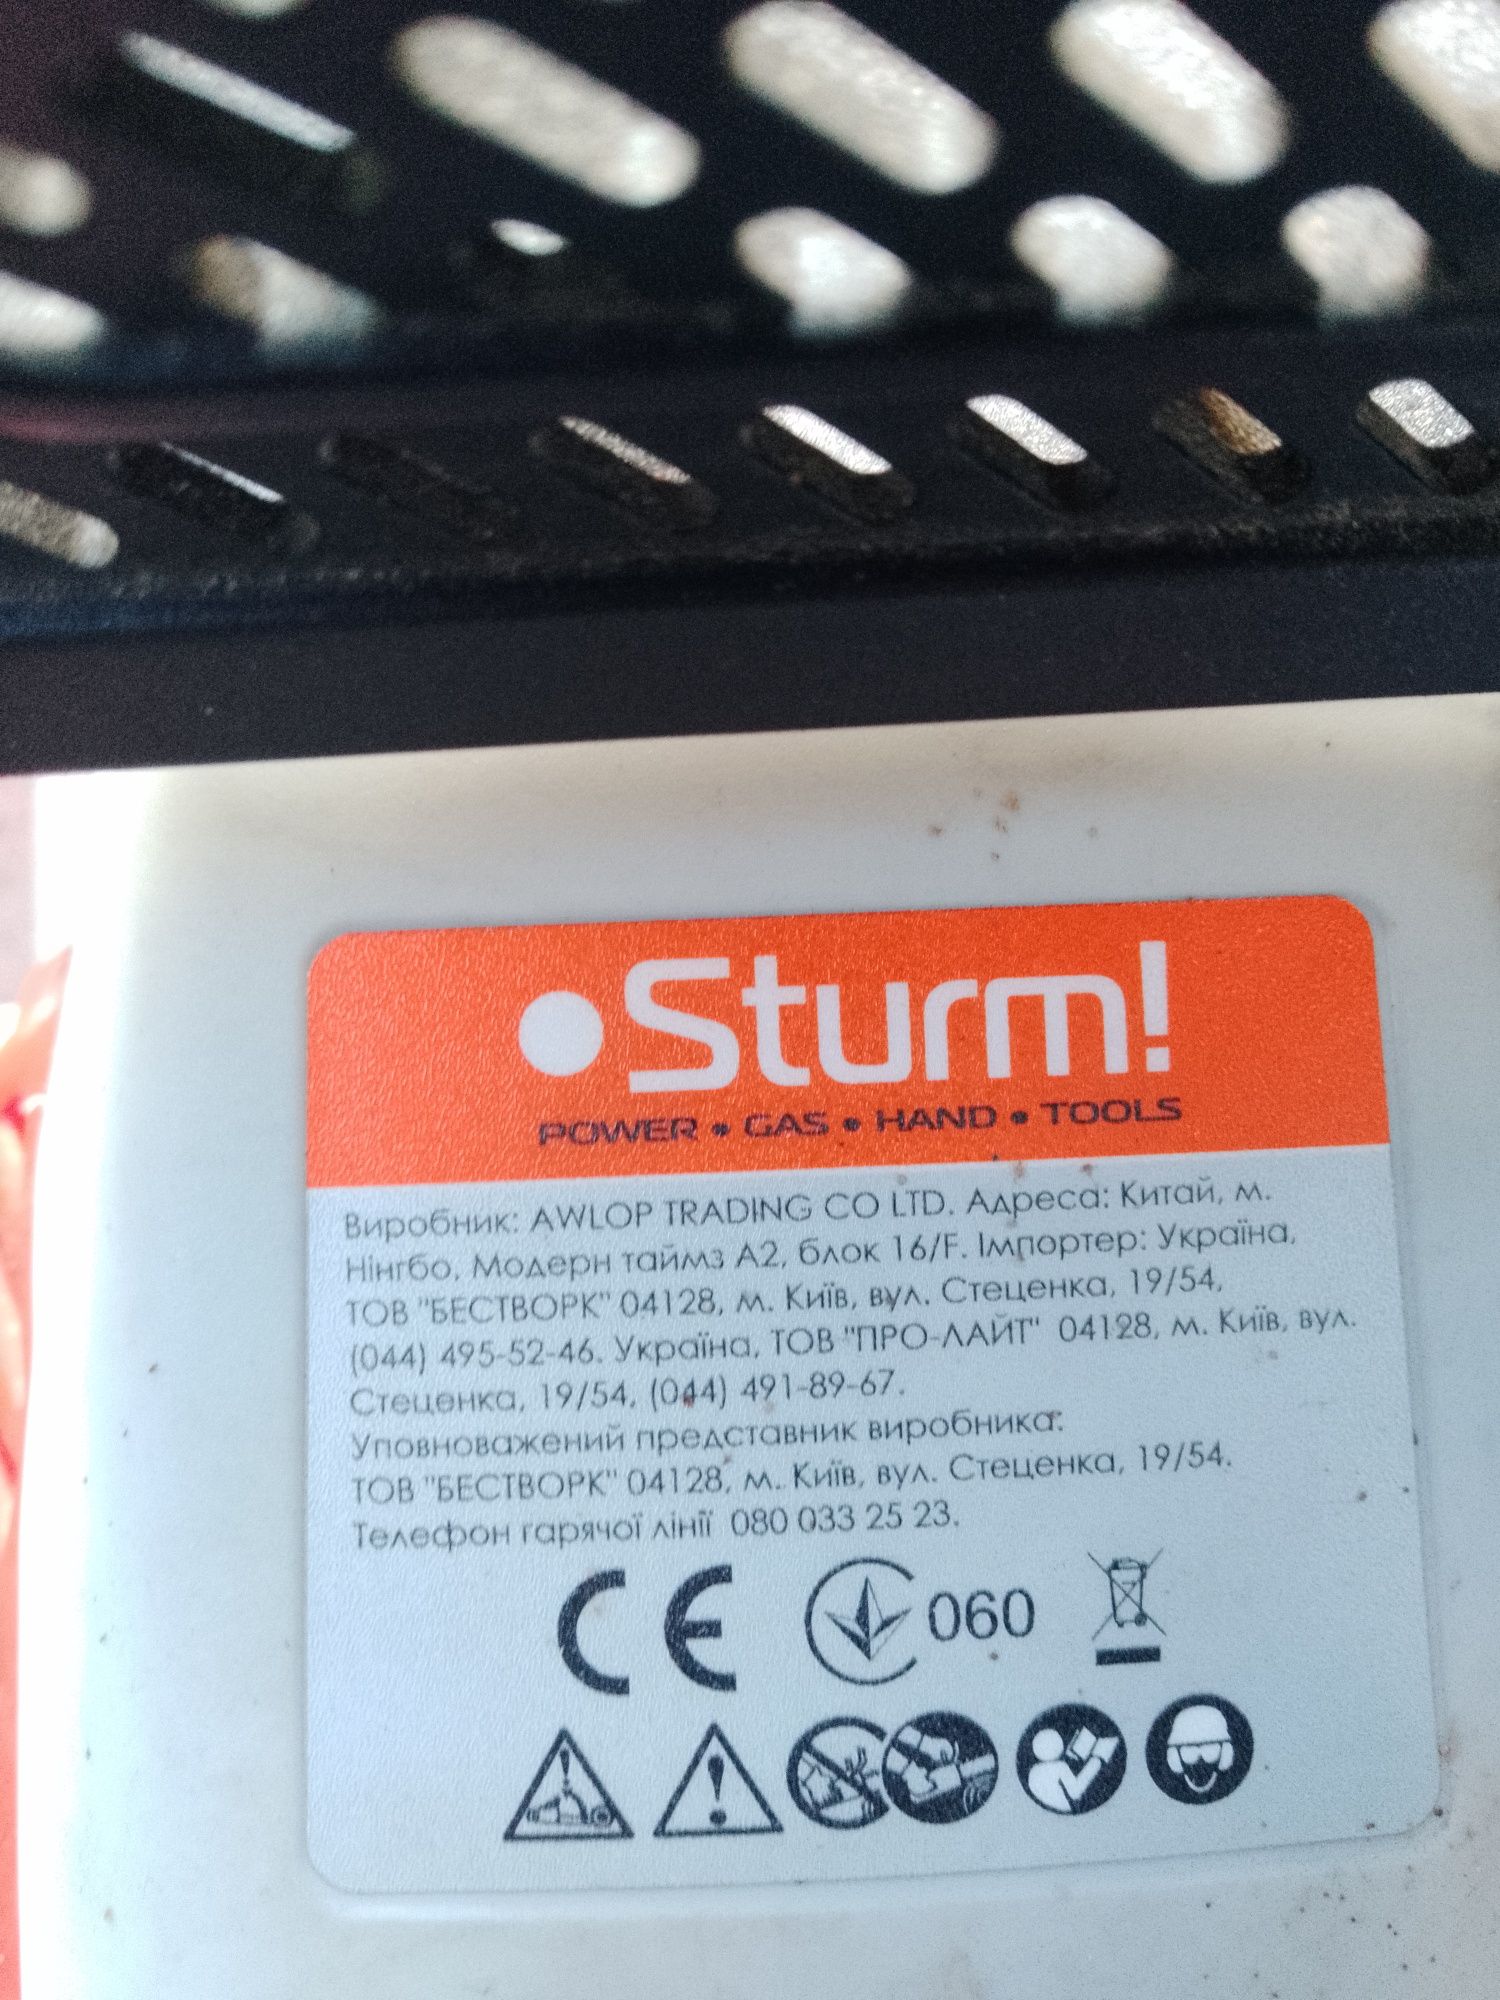 Sturm!
POWER • GAS • HAND • TOOLS
Виробник: AWLOP TRADING CO LTD. Адреса: Китай, м.
Нінгбо, Модерн таймз А2, блок 16/F. Імпортер: Україна,
ТОВ "БЕСТВОРК" 04128, м. Київ, вул. Стеценка, 19/54,
(044) 495-52-46. Україна, ТОВ "ПРО-ЛАЙТ" 04128, м. Київ, вул.
Стеценка, 19/54, (044) 491-89-67.
Уповноважений представник виробника:
ТОВ "БЕСТВОРК" 04128, м. Київ, вул. Стеценка, 19/54.
Телефон гарячої лінії 080 033 25 23.
CE 060